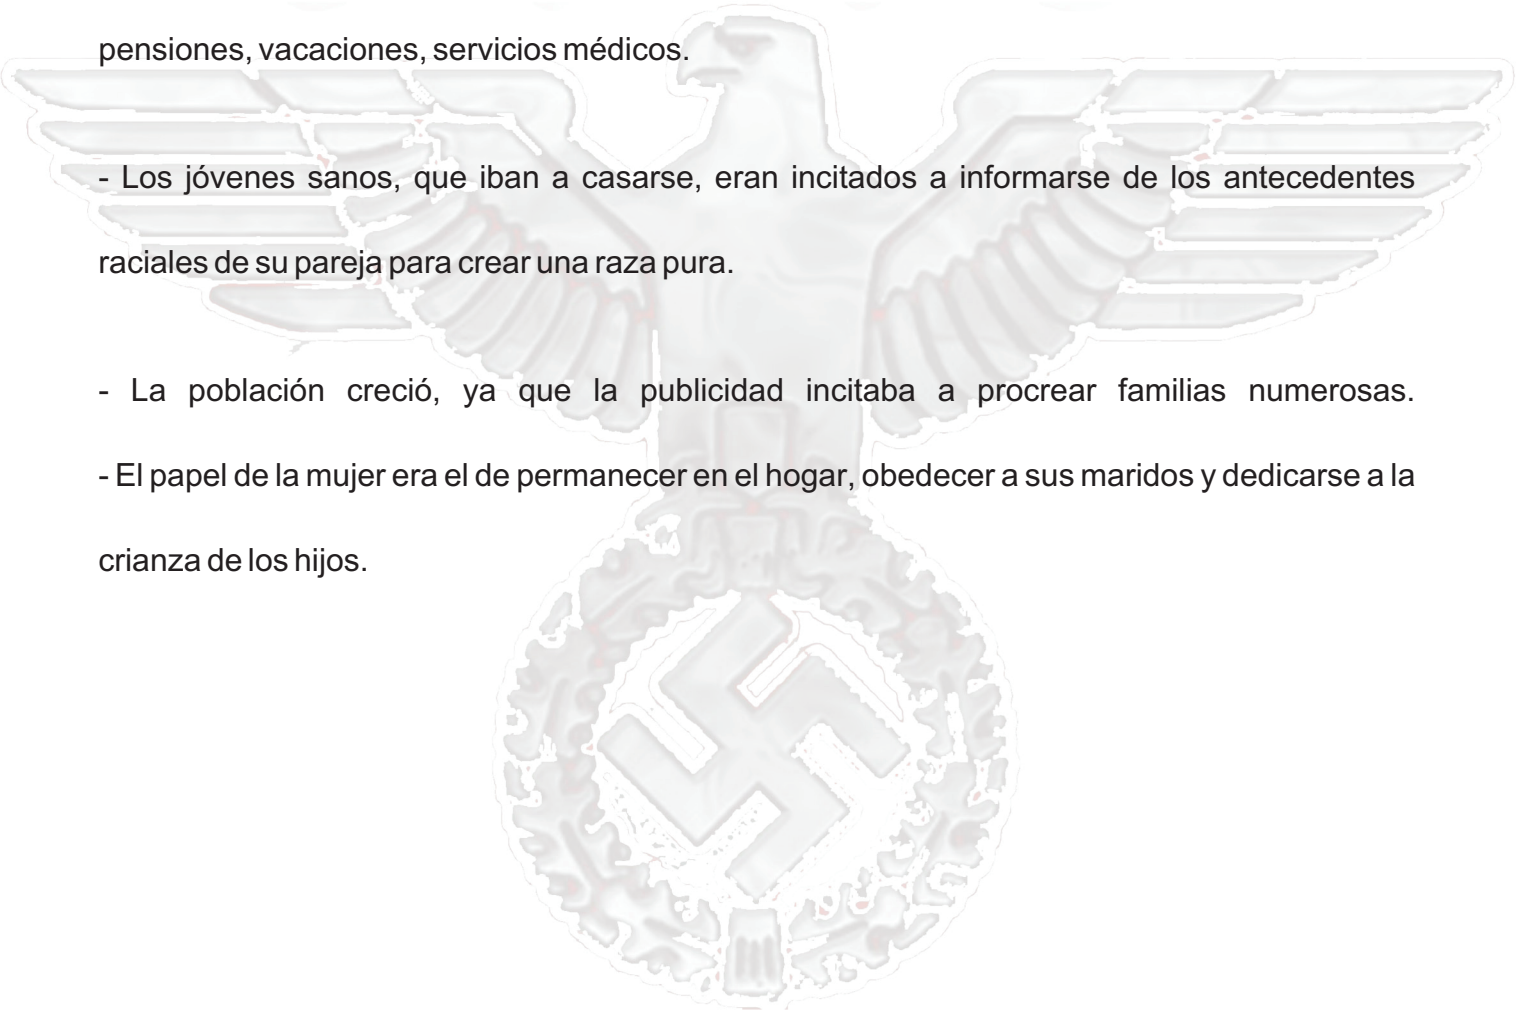 pensiones, vacaciones, servicios médicos.
- Los jóvenes sanos, que iban a casarse, eran incitados a informarse de los antecedentes
raciales de su pareja para crear una raza pura.
- La población creció, ya que la publicidad incitaba a procrear familias numerosas.
- El papel de la mujer era el de permanecer en el hogar, obedecer a sus maridos y dedicarse a la
crianza de los hijos.